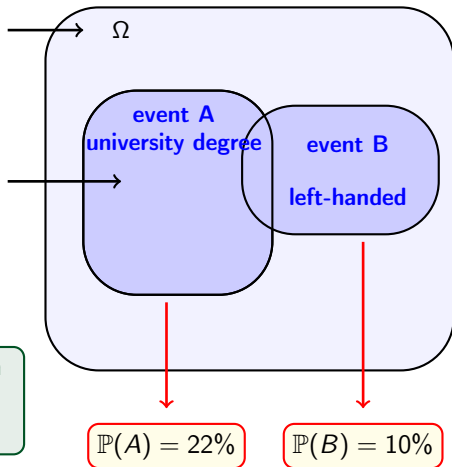 Ω
event A
university degree
event B
left-handed
ℙ(A) = 22%
ℙ(B) = 10%